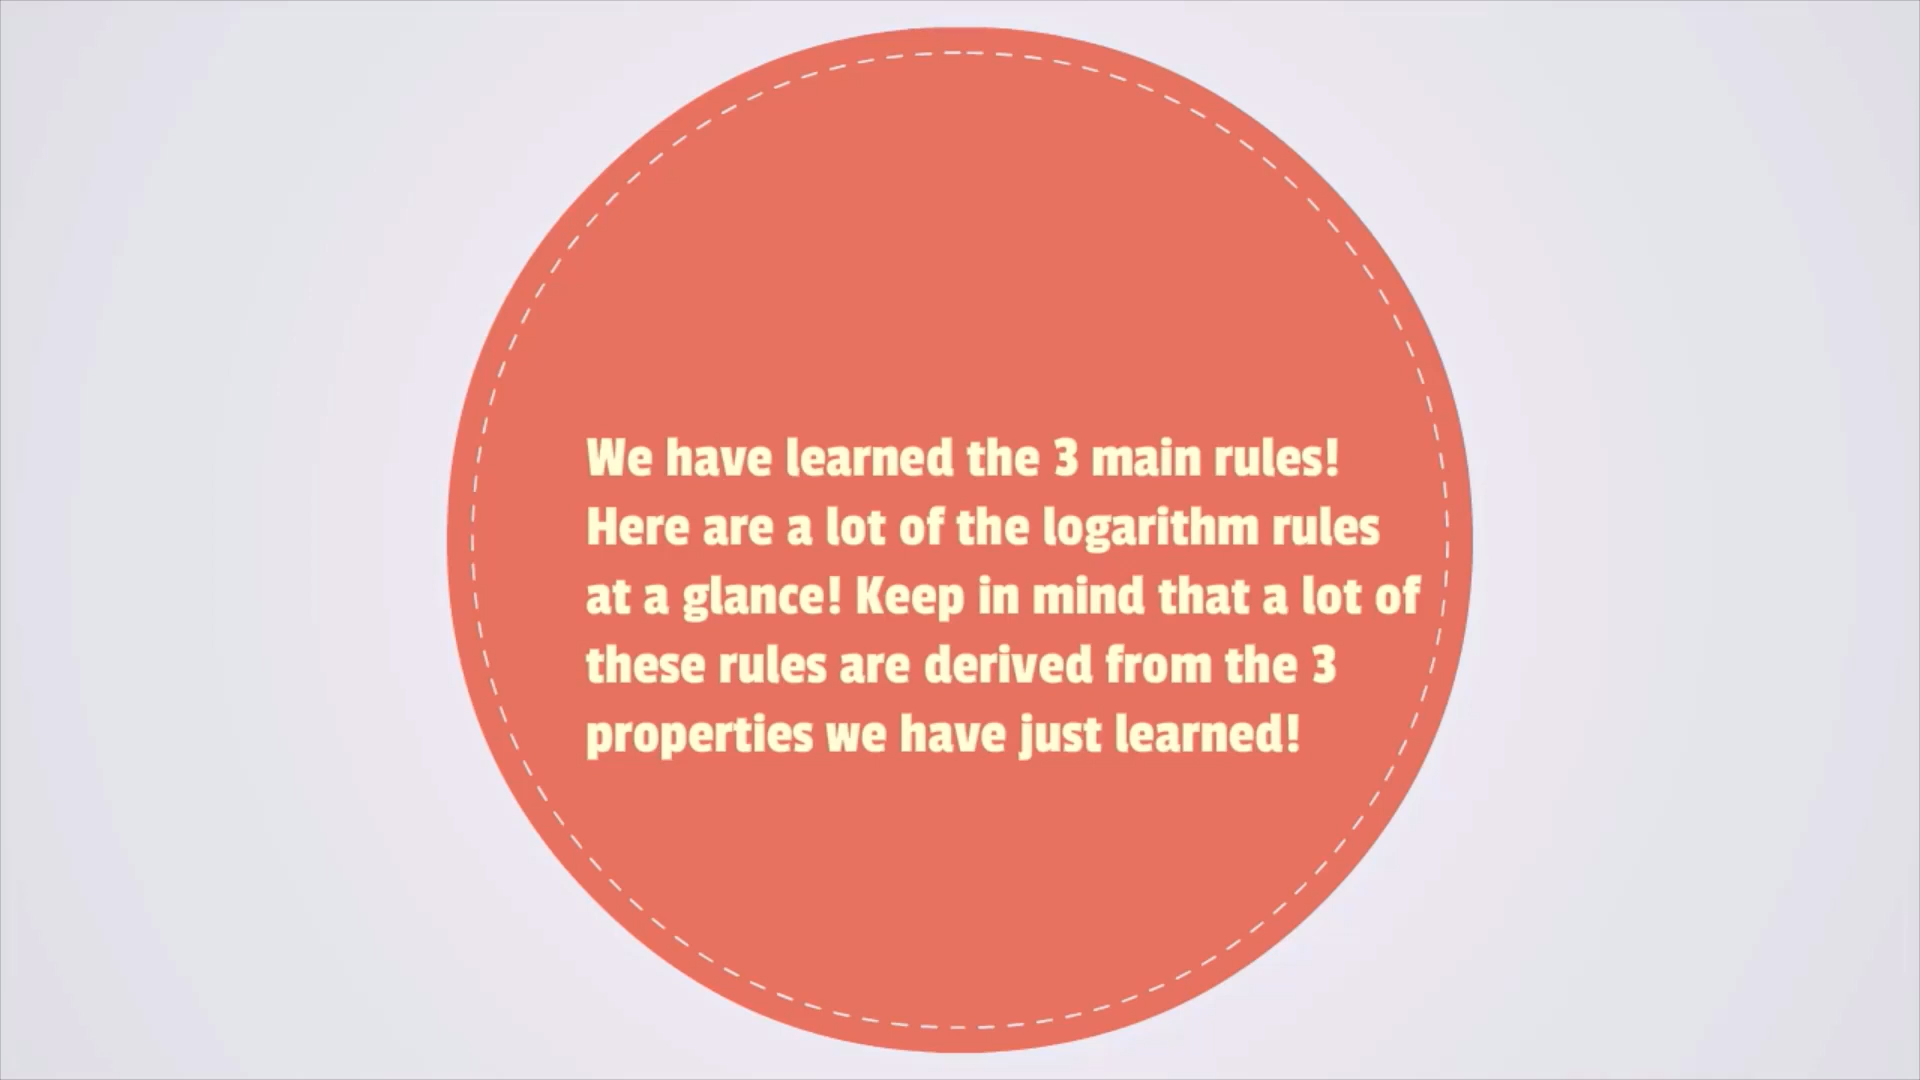 We have learned the 3 main rules!
Here are a lot of the logarithm rules
at a glance! Keep in mind that a lot of
these rules are derived from the 3
properties we have just learned!